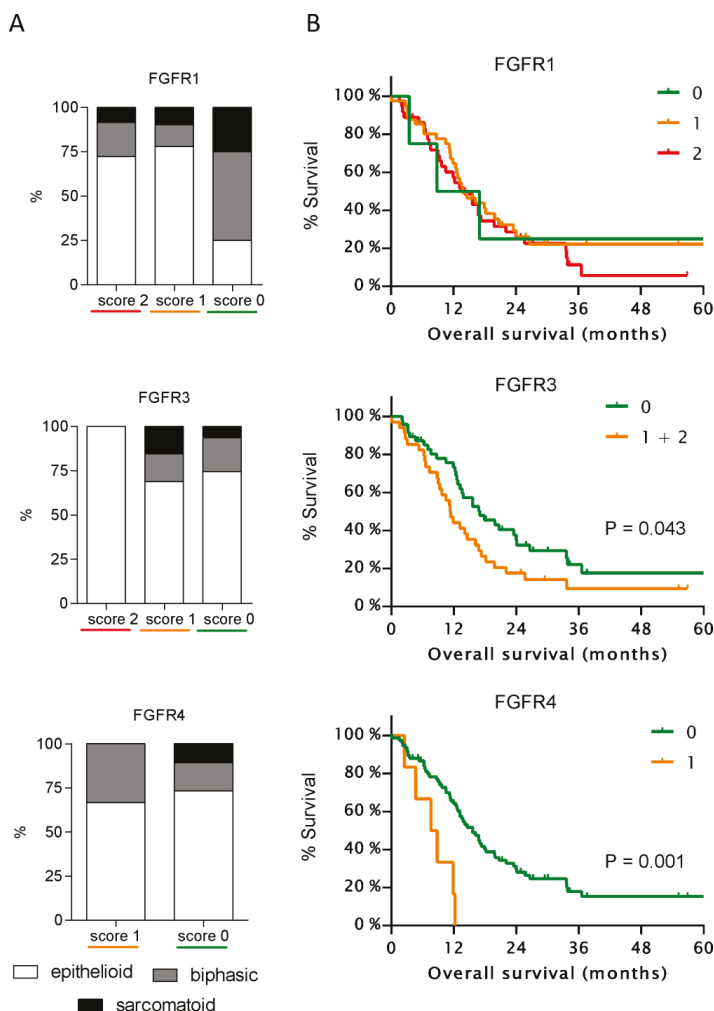 A
B
FGFR1
100
75
50
25
0
%
score 2
score 1
score 0
FGFR1
0
1
2
100 %
80 %
60 %
40 %
20 %
0 %
% Survival
0
12
24
36
48
60
Overall survival (months)
FGFR3
100
75
50
25
0
%
score 2
score 1
score 0
FGFR3
0
1 + 2
100 %
80 %
60 %
40 %
20 %
0 %
% Survival
P = 0.043
0
12
24
36
48
60
Overall survival (months)
FGFR4
100
75
50
25
0
%
score 1
score 0
FGFR4
0
1
100 %
80 %
60 %
40 %
20 %
0 %
% Survival
P = 0.001
0
12
24
36
48
60
Overall survival (months)
epithelioid
biphasic
sarcomatoid